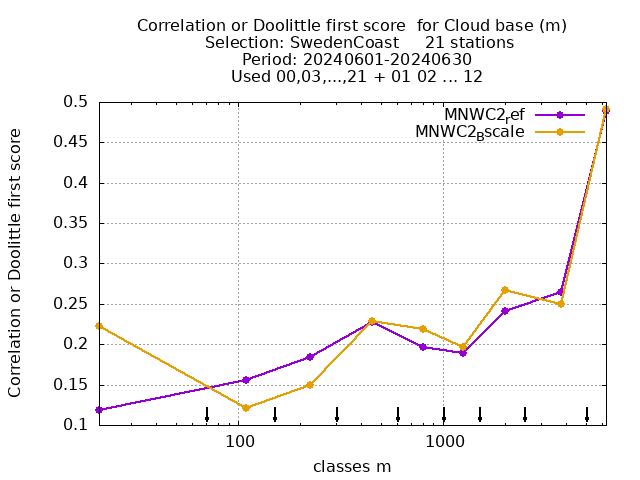 Correlation or Doolittle first score  for Cloud base (m)
Selection: SwedenCoast     21 stations
Period: 20240601-20240630
Used 00,03,...,21 + 01 02 ... 12
MNWC2ref
MNWC2Bscale
Correlation or Doolittle first score
0.5
0.45
0.4
0.35
0.3
0.25
0.2
0.15
0.1
100
1000
classes m